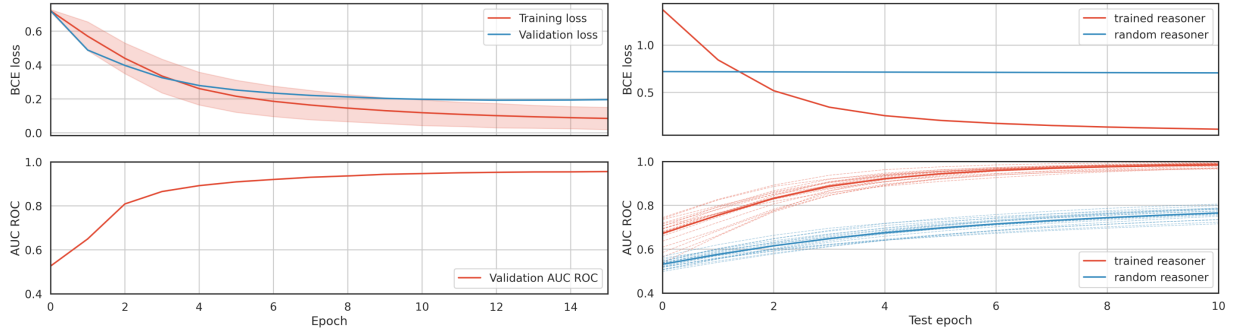 BCE loss
0.6
0.4
0.2
0.0
Training loss
Validation loss
AUC ROC
1.0
0.8
0.6
0.4
Validation AUC ROC
0 2 4 6 8 10 12 14
Epoch
BCE loss
1.0
0.5
trained reasoner
random reasoner
AUC ROC
1.0
0.8
0.6
0.4
trained reasoner
random reasoner
0 2 4 6 8 10
Test epoch